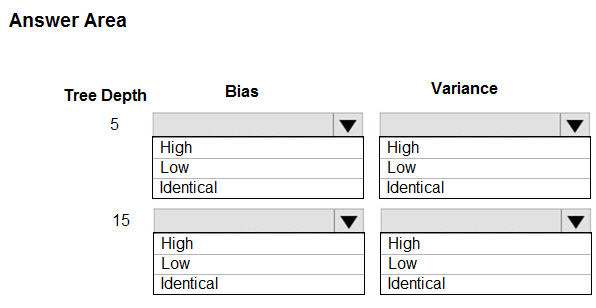 Answer Area
Tree Depth Bias Variance
5
High High
Low Low
Identical Identical
15
High High
Low Low
Identical Identical